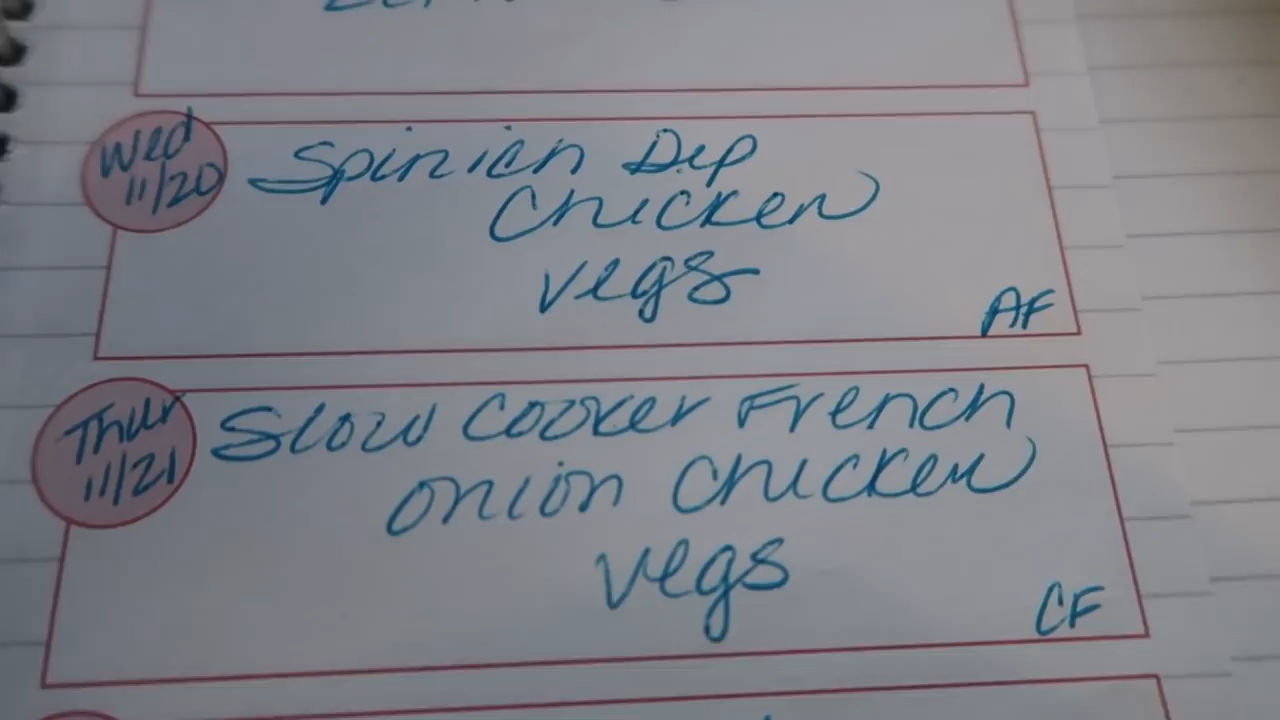 Wed
11/20
Spinich Dip
Chicken
vegs
AF
Thur
11/21
Slow Cooker French
onion chicken
vegs
CF